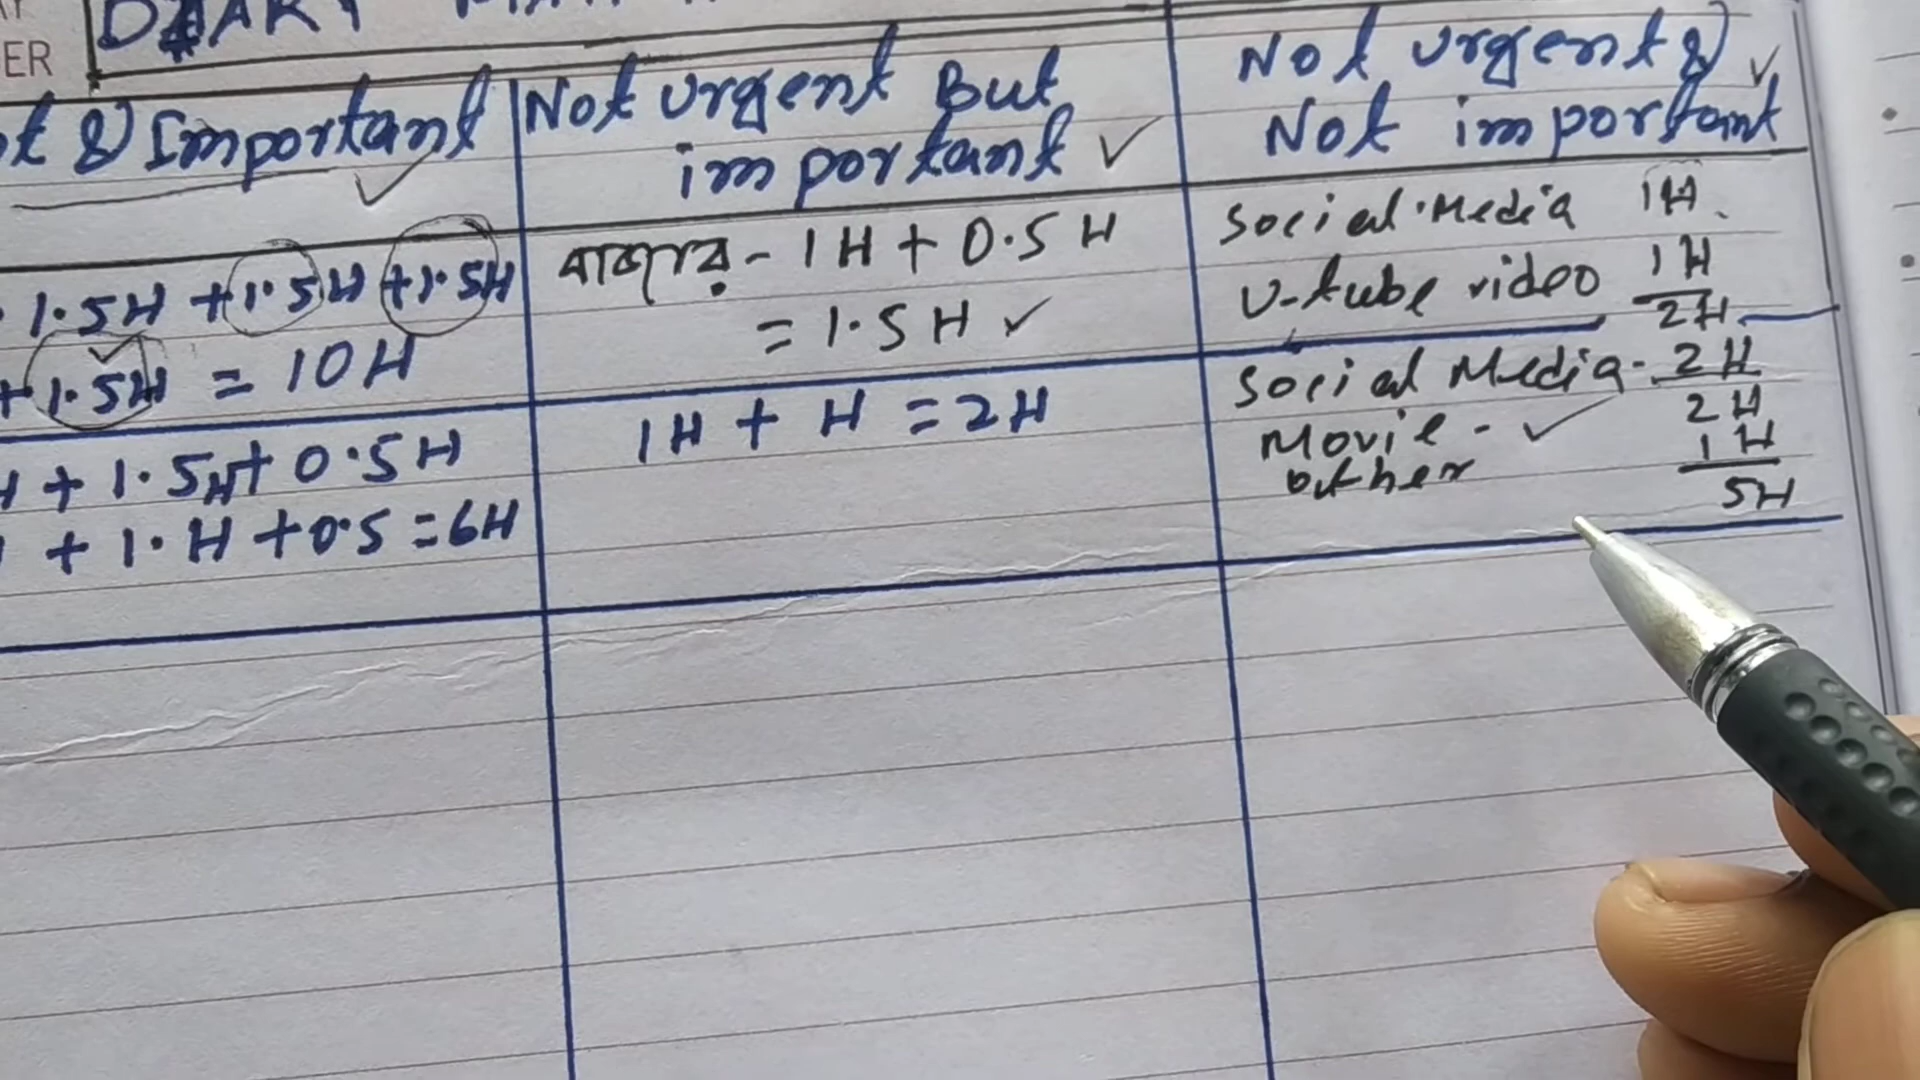 ER
DIARY
Not urgent But
important ✓
Not urgent &
Not important ✓
& Important ✓
1.5H + 1.5H + 1.5H
+ 1.5H = 10H
বাজার - 1H + 0.5 H
= 1.5 H ✓
Social Media 1H
U-tube video 1H
2H
+ 1.5H + 0.5H
+ 1.H + 0.5 = 6H
1H + H = 2H
Social Media - 2H
Movie - ✓ 2H
other 1H
5H